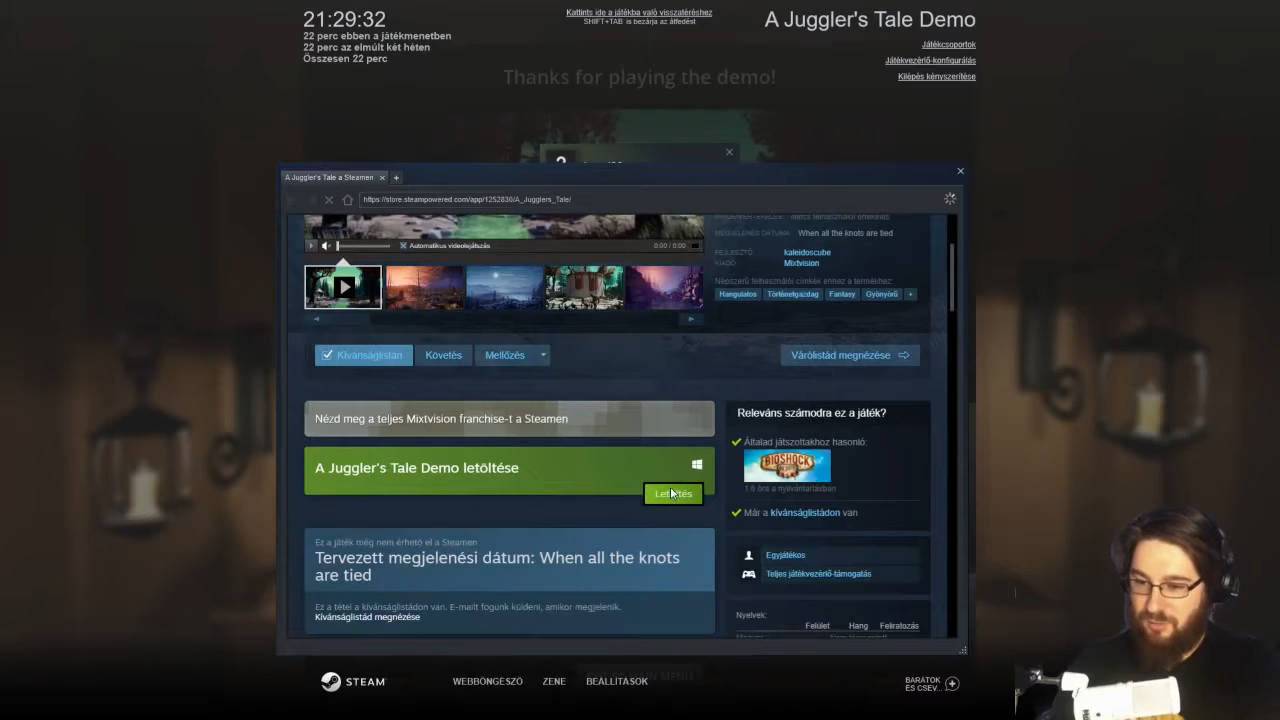 21:29:32
22 perc ebben a játékmenetben
22 perc az elmúlt két héten
Összesen 22 perc
Kattints ide a játékba való visszatéréshez
SHIFT+TAB is bezárja az átfedést
A Juggler's Tale Demo
Játékcsoportok
Játékvezérlő-konfigurálás
Kilépés kényszerítése
Thanks for playing the demo!
A Juggler's Tale a Steamen
https://store.steampowered.com/app/1252830/A_Jugglers_Tale/
MEGJELENÉS DÁTUMA: When all the knots are tied
FEJLESZTŐ: kaleidoscube
KIADÓ: Mixtvision
Népszerű felhasználói címkék ehhez a termékhez:
Hangulatos Történetgazdag Fantasy Gyönyörű +
Automatikus videolejátszás
0:00 / 0:00
Kívánságlistán
Követés
Mellőzés
Várólistád megnézése
Nézd meg a teljes Mixtvision franchise-t a Steamen
A Juggler's Tale Demo letöltése
Letöltés
Ez a játék még nem érhető el a Steamen
Tervezett megjelenési dátum: When all the knots
are tied
Ez a tétel a kívánságlistádon van. E-mailt fogunk küldeni, amikor megjelenik.
Kívánságlistád megnézése
Releváns számodra ez a játék?
Általad játszottakhoz hasonló:
BIOSHOCK
1.6 óra a nyilvántartásban
Már a kívánságlistádon van
Egyjátékos
Teljes játékvezérlő-támogatás
Nyelvek:
Felület Hang Feliratozás
STEAM
WEBBÖNGÉSZŐ
ZENE
BEÁLLÍTÁSOK
BARÁTOK
ÉS CSEV...